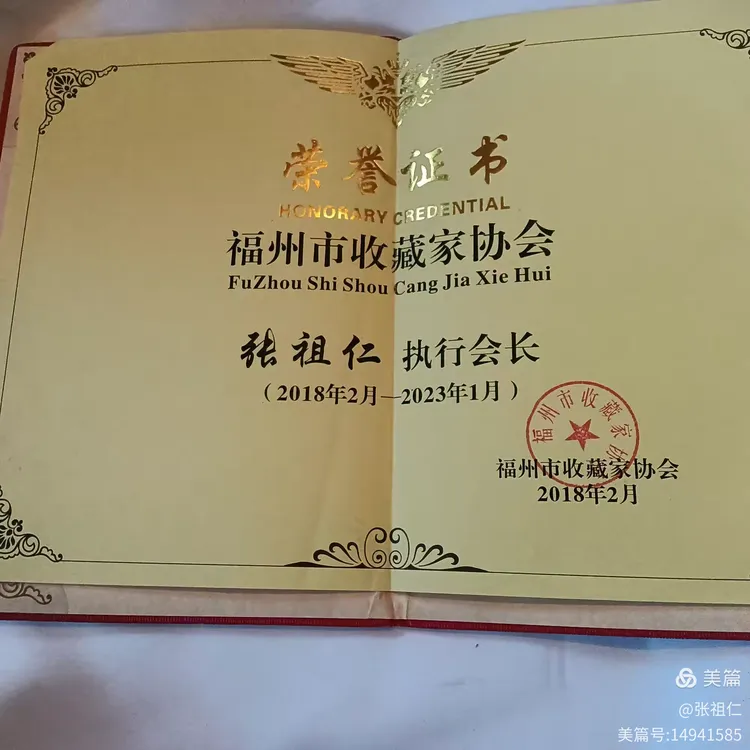 荣誉证书
HONORARY CREDENTIAL
福州市收藏家协会
FuZhou Shi Shou Cang Jia Xie Hui
张祖仁 执行会长
（2018年2月—2023年1月）
福州市收藏家协
福州市收藏家协会
2018年2月
美篇
@张祖仁
美篇号:14941585